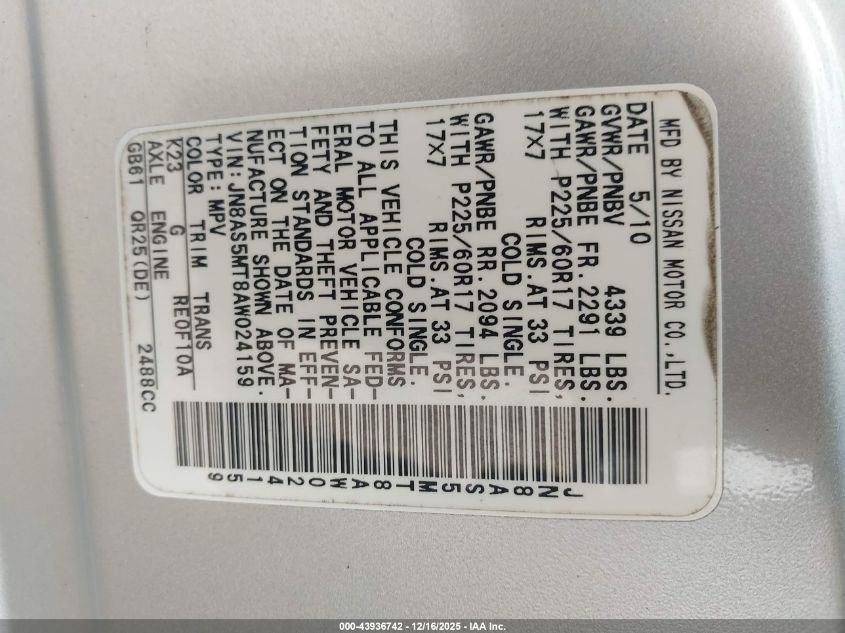 MFD BY NISSAN MOTOR CO.,LTD.
DATE 5/10
GVWR/PNBV 4339 LBS.
GAWR/PNBE FR. 2291 LBS.
WITH P225/60R17 TIRES,
17X7 RIMS.AT 33 PSI
COLD SINGLE.
GAWR/PNBE RR. 2094 LBS.
WITH P225/60R17 TIRES,
17X7 RIMS.AT 33 PSI
COLD SINGLE.
THIS VEHICLE CONFORMS
TO ALL APPLICABLE FED-
ERAL MOTOR VEHICLE SA-
FETY AND THEFT PREVEN-
TION STANDARDS IN EFF-
ECT ON THE DATE OF MA-
NUFACTURE SHOWN ABOVE.
VIN:JN8AS5MT8AW024159
TYPE:MPV
COLOR TRIM TRANS
K23 G RE0F10A
AXLE ENGINE
GB61 QR25(DE) 2488CC
JN8AS5MT8AW024159
000-43936742 - 12/16/2025 - IAA Inc.